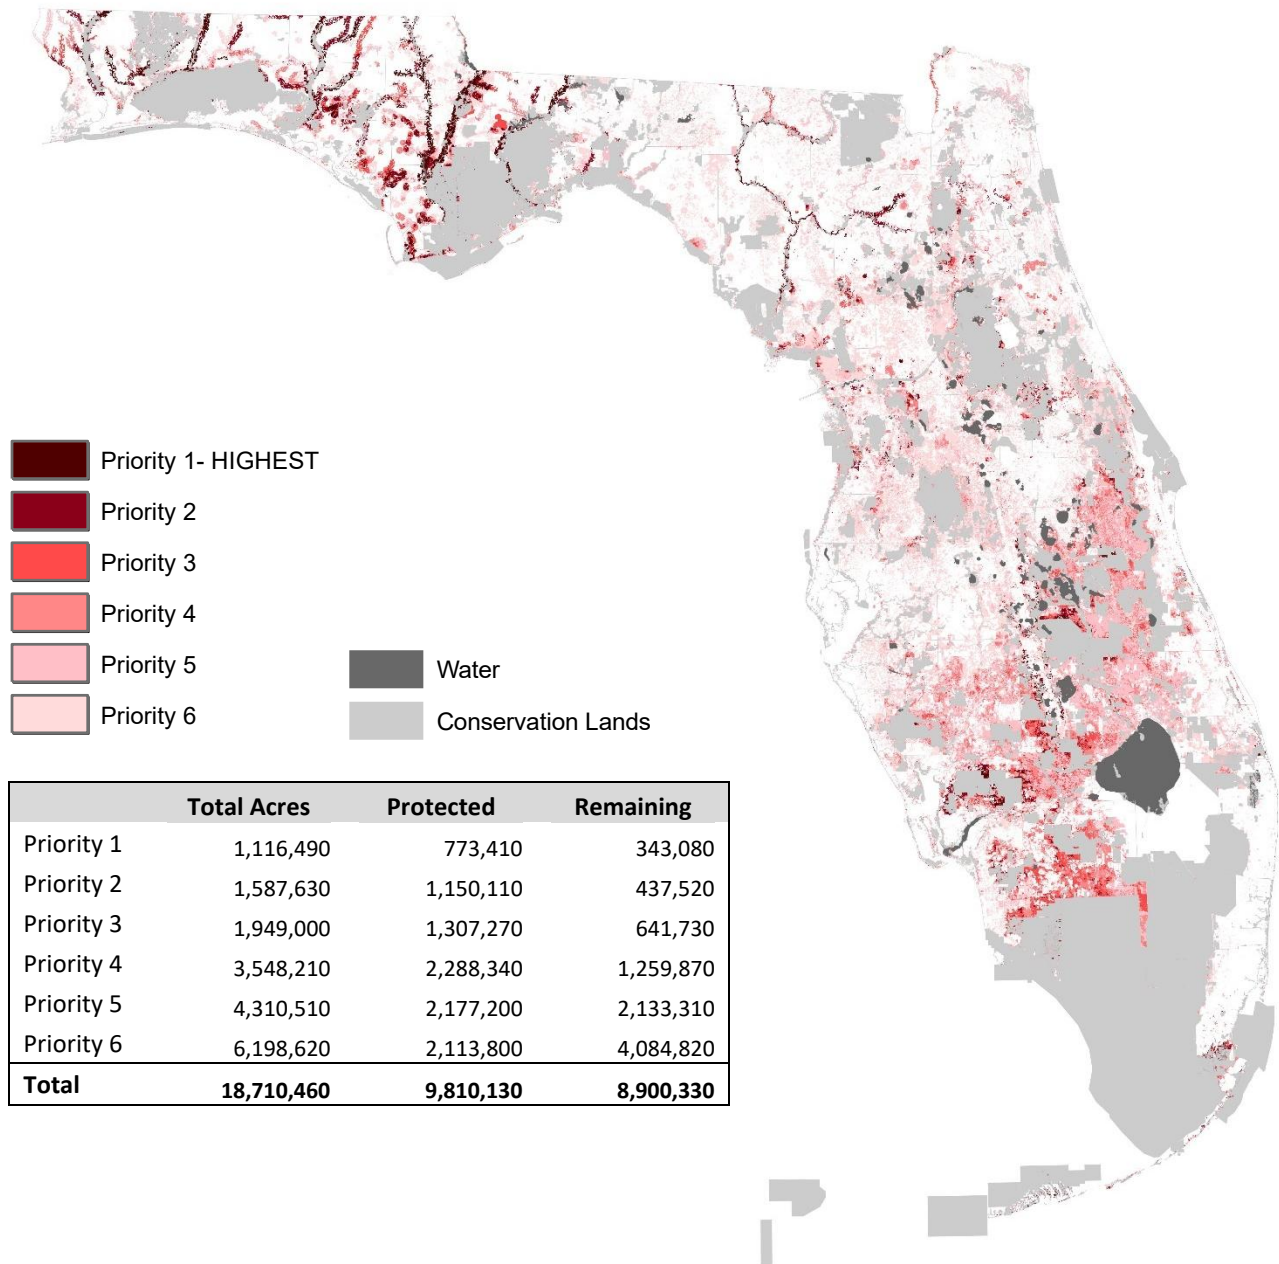 Priority 1- HIGHEST
Priority 2
Priority 3
Priority 4
Priority 5
Priority 6
Water
Conservation Lands
Total Acres Protected Remaining
Priority 1 1,116,490 773,410 343,080
Priority 2 1,587,630 1,150,110 437,520
Priority 3 1,949,000 1,307,270 641,730
Priority 4 3,548,210 2,288,340 1,259,870
Priority 5 4,310,510 2,177,200 2,133,310
Priority 6 6,198,620 2,113,800 4,084,820
Total 18,710,460 9,810,130 8,900,330